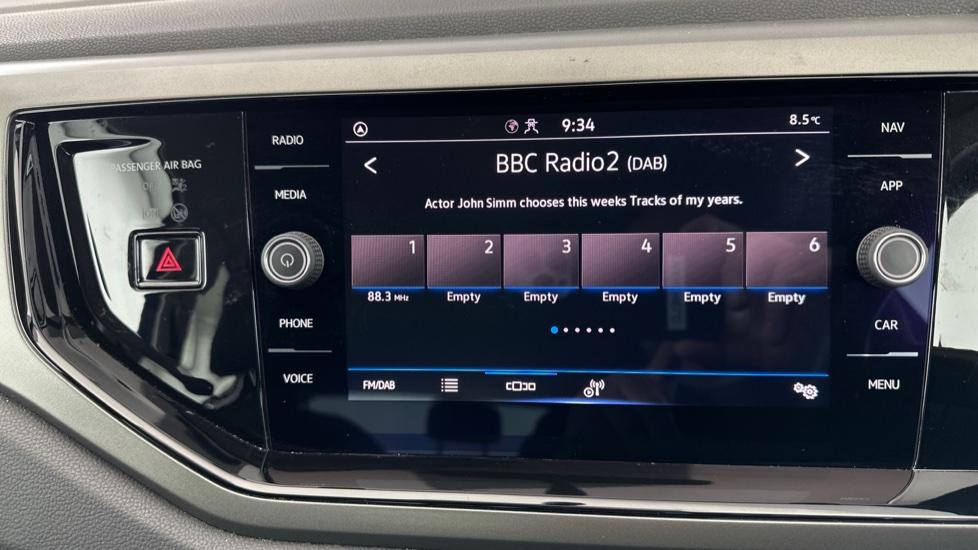 PASSENGER AIR BAG
RADIO
MEDIA
PHONE
VOICE
9:34
8.5°C
< BBC Radio2 (DAB) >
Actor John Simm chooses this weeks Tracks of my years.
1 2 3 4 5 6
88.3 MHz Empty Empty Empty Empty Empty
FM/DAB
NAV
APP
CAR
MENU